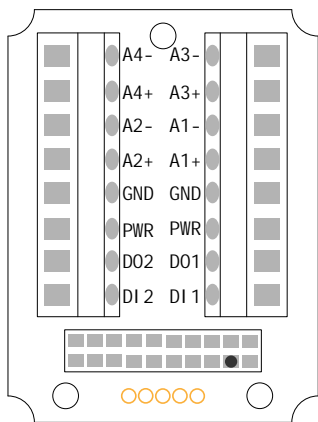 A4- A3-
A4+ A3+
A2- A1-
A2+ A1+
GND GND
PWR PWR
DO2 DO1
DI2 DI1